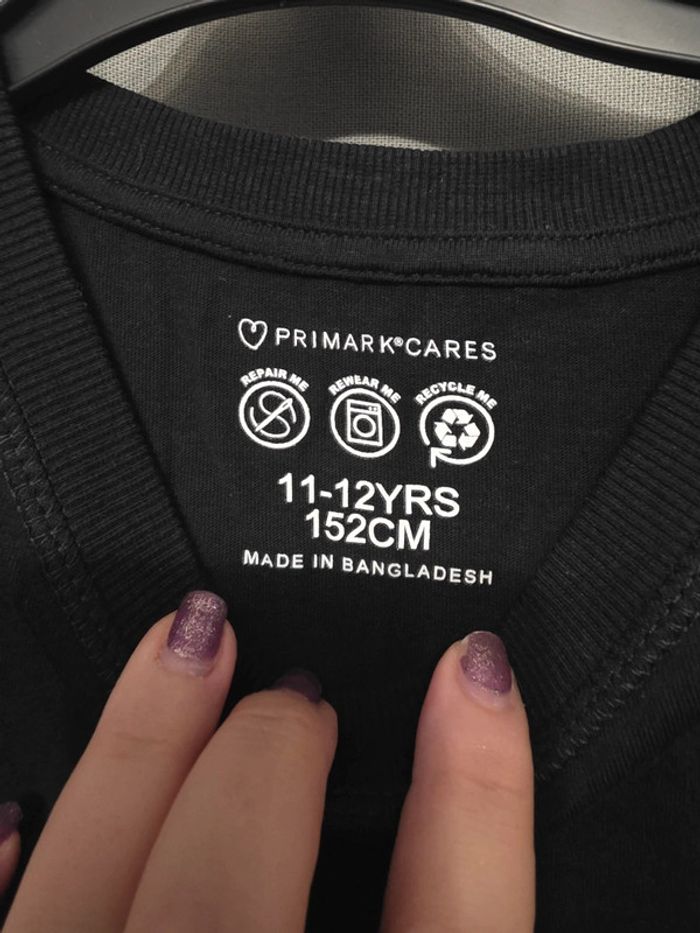 PRIMARK®CARES
REPAIR ME REWEAR ME RECYCLE ME
11-12YRS
152CM
MADE IN BANGLADESH